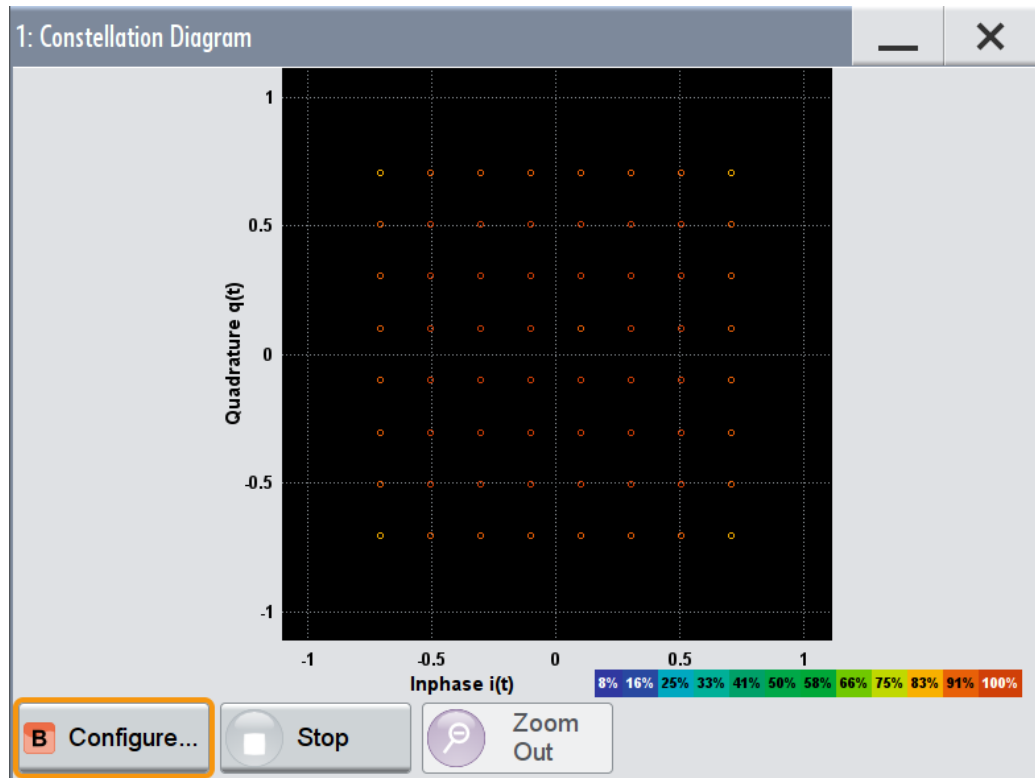 1: Constellation Diagram
1
0.5
0
-0.5
-1
Quadrature q(t)
-1 -0.5 0 0.5 1
Inphase i(t)
8% 16% 25% 33% 41% 50% 58% 66% 75% 83% 91% 100%
B Configure... Stop Zoom
Out